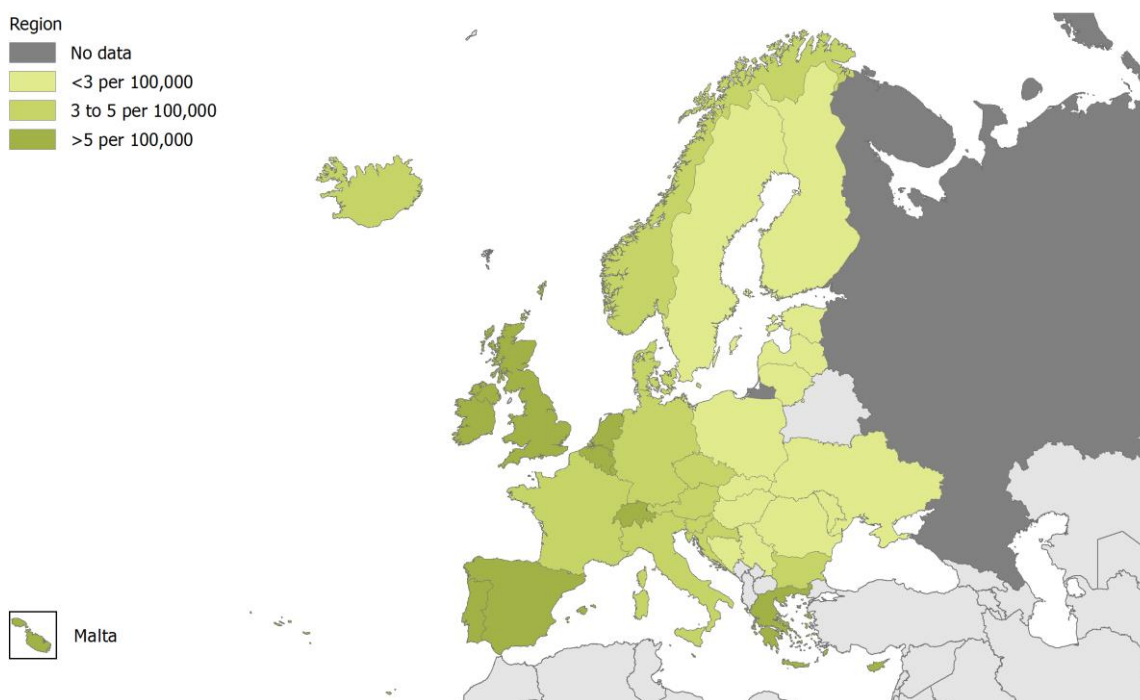 Region
No data
<3 per 100,000
3 to 5 per 100,000
>5 per 100,000
Malta